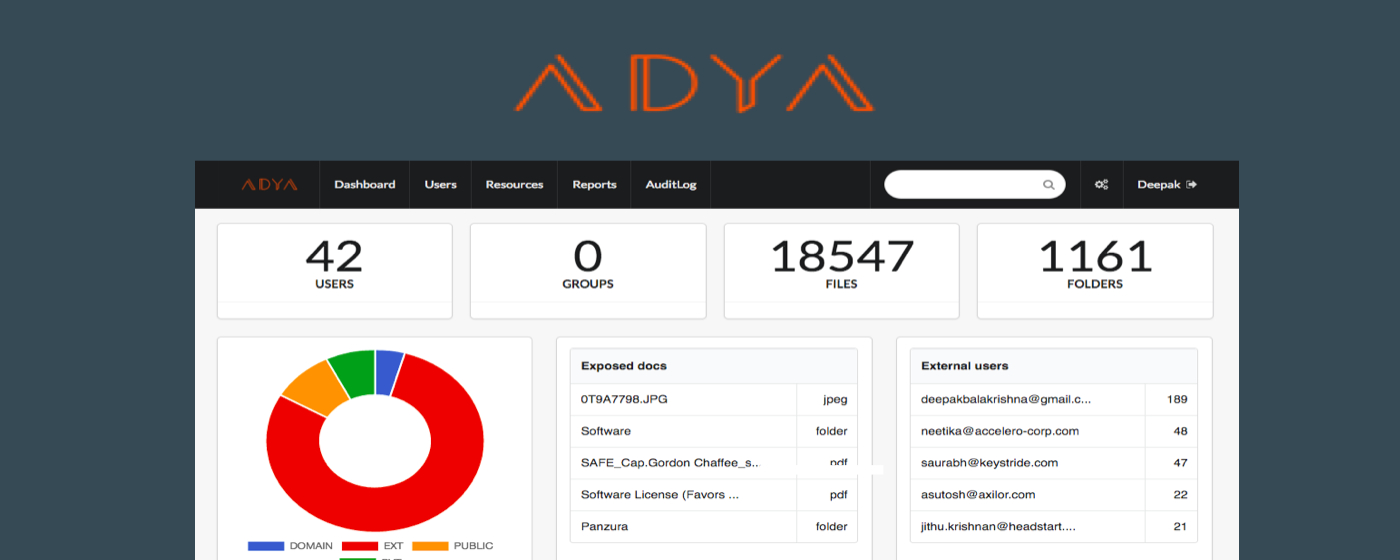 ADYA
ADYA Dashboard Users Resources Reports AuditLog Deepak
42 0 18547 1161
USERS GROUPS FILES FOLDERS
Exposed docs
0T9A7798.JPG jpeg
Software folder
SAFE_Cap.Gordon Chaffee_s.. pdf
Software License (Favors ... pdf
Panzura folder
External users
deepakbalakrishna@gmail.c... 189
neetika@accelero-corp.com 48
saurabh@keystride.com 47
asutosh@axilor.com 22
jithu.krishnan@headstart.... 21
DOMAIN EXT PUBLIC